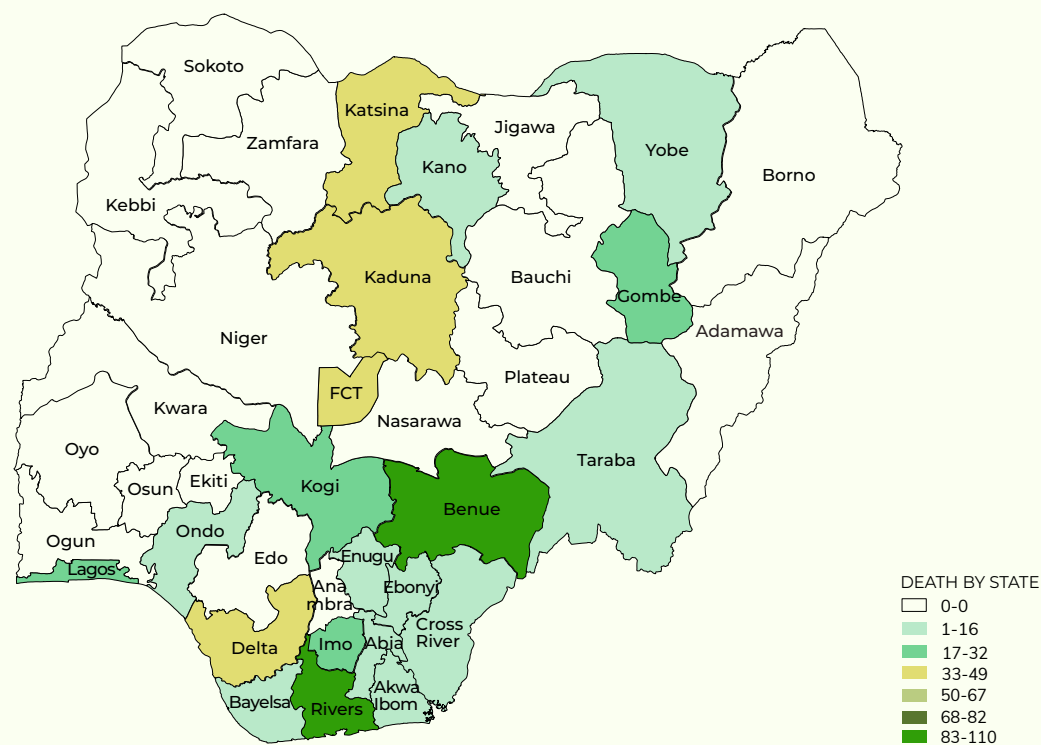 Sokoto
Katsina
Zamfara
Jigawa
Kano
Yobe
Borno
Kebbi
Kaduna
Bauchi
Gombe
Adamawa
Niger
Plateau
FCT
Kwara
Nasarawa
Oyo
Taraba
Ekiti
Kogi
Osun
Benue
Ondo
Ogun
Edo
Enugu
Lagos
Ebonyi
Ana
mbra
Cross
River
Delta
Imo
Abia
Bayelsa
Rivers
Akwa
Ibom
DEATH BY STATE
0-0
1-16
17-32
33-49
50-67
68-82
83-110